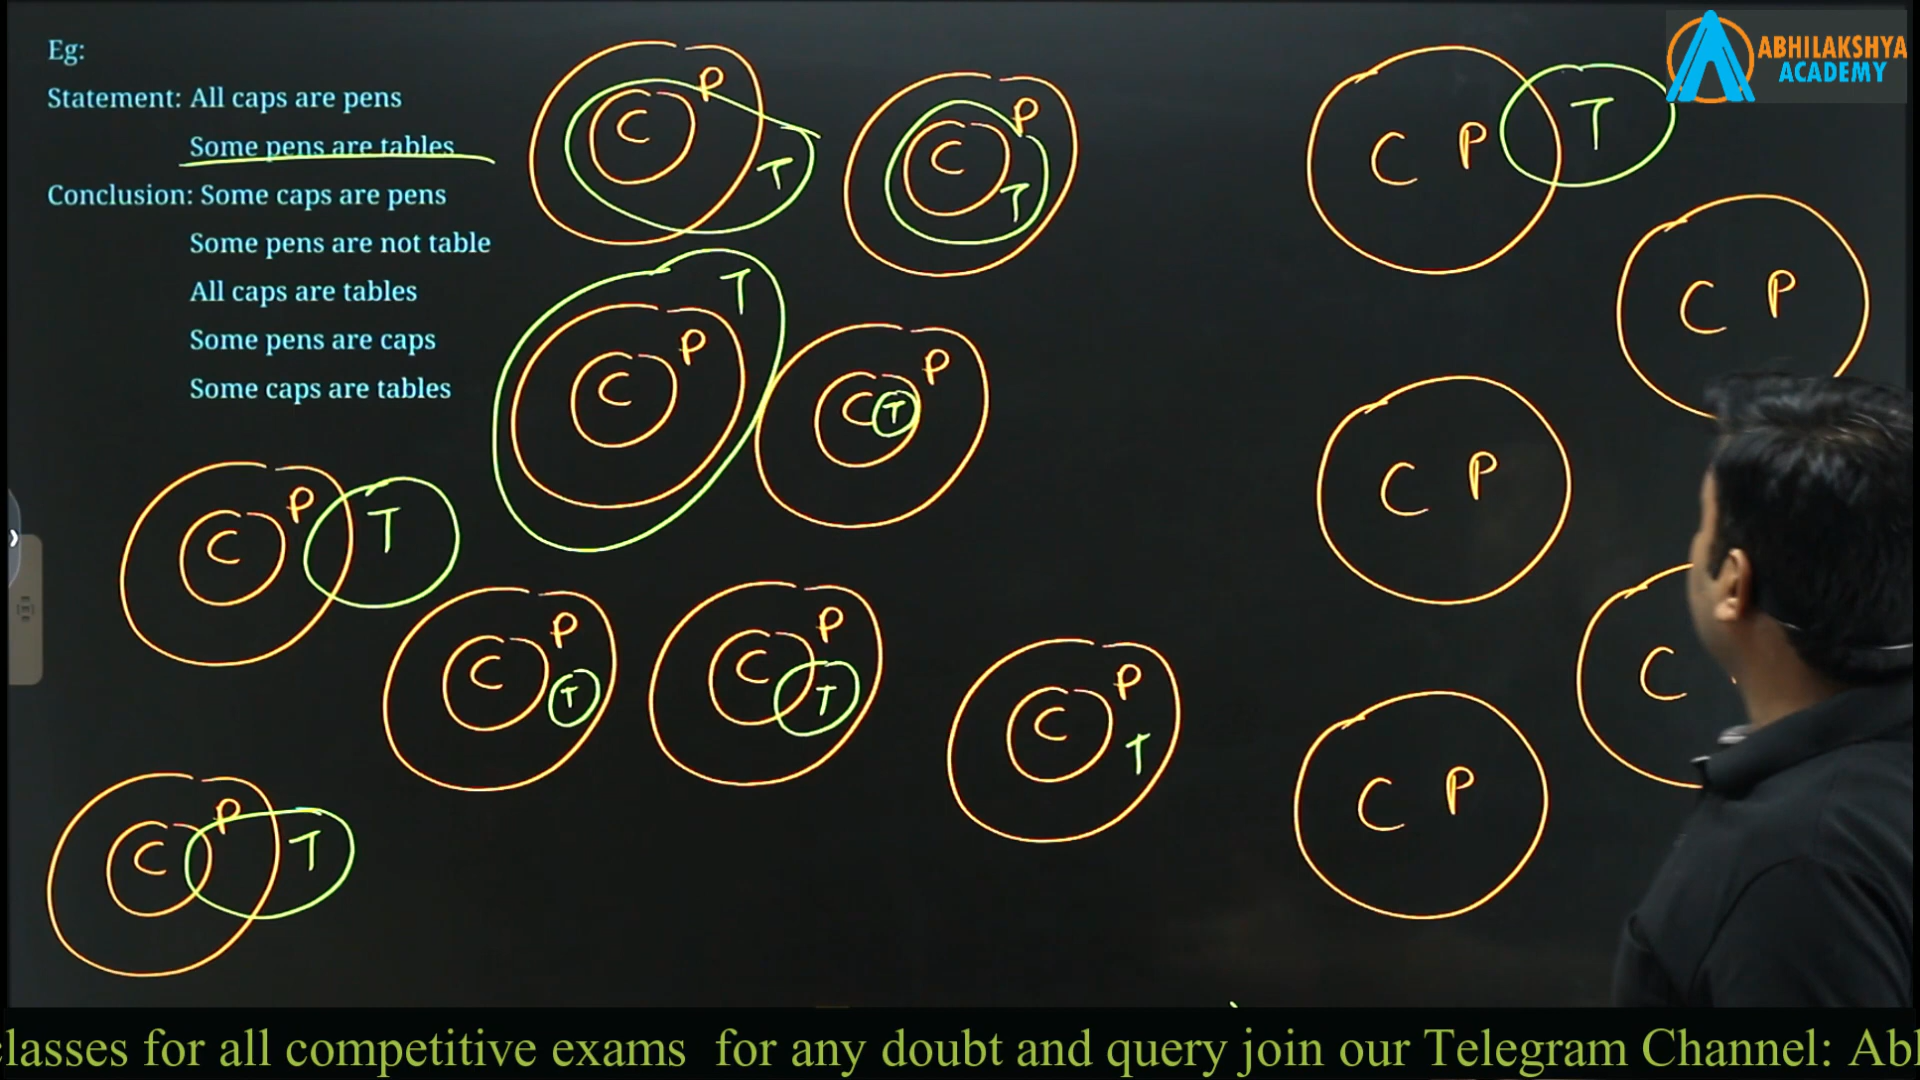 Eg:
Statement: All caps are pens
Some pens are tables
Conclusion: Some caps are pens
Some pens are not table
All caps are tables
Some pens are caps
Some caps are tables
ABHILAKSHYA
ACADEMY
C P T
C P T
C P T
C P
C P T
C P T
C P
C P T
C P T
C P T
C P T
C P
C
C P
C P T
classes for all competitive exams for any doubt and query join our Telegram Channel: